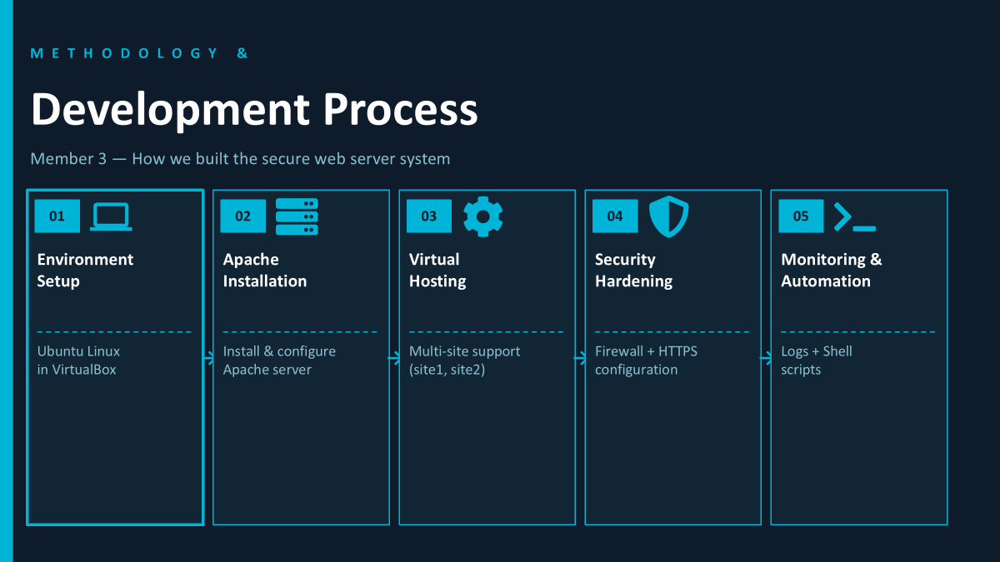 METHODOLOGY &
Development Process
Member 3 — How we built the secure web server system
01
Environment
Setup
Ubuntu Linux
in VirtualBox
02
Apache
Installation
Install & configure
Apache server
03
Virtual
Hosting
Multi-site support
(site1, site2)
04
Security
Hardening
Firewall + HTTPS
configuration
05
Monitoring &
Automation
Logs + Shell
scripts